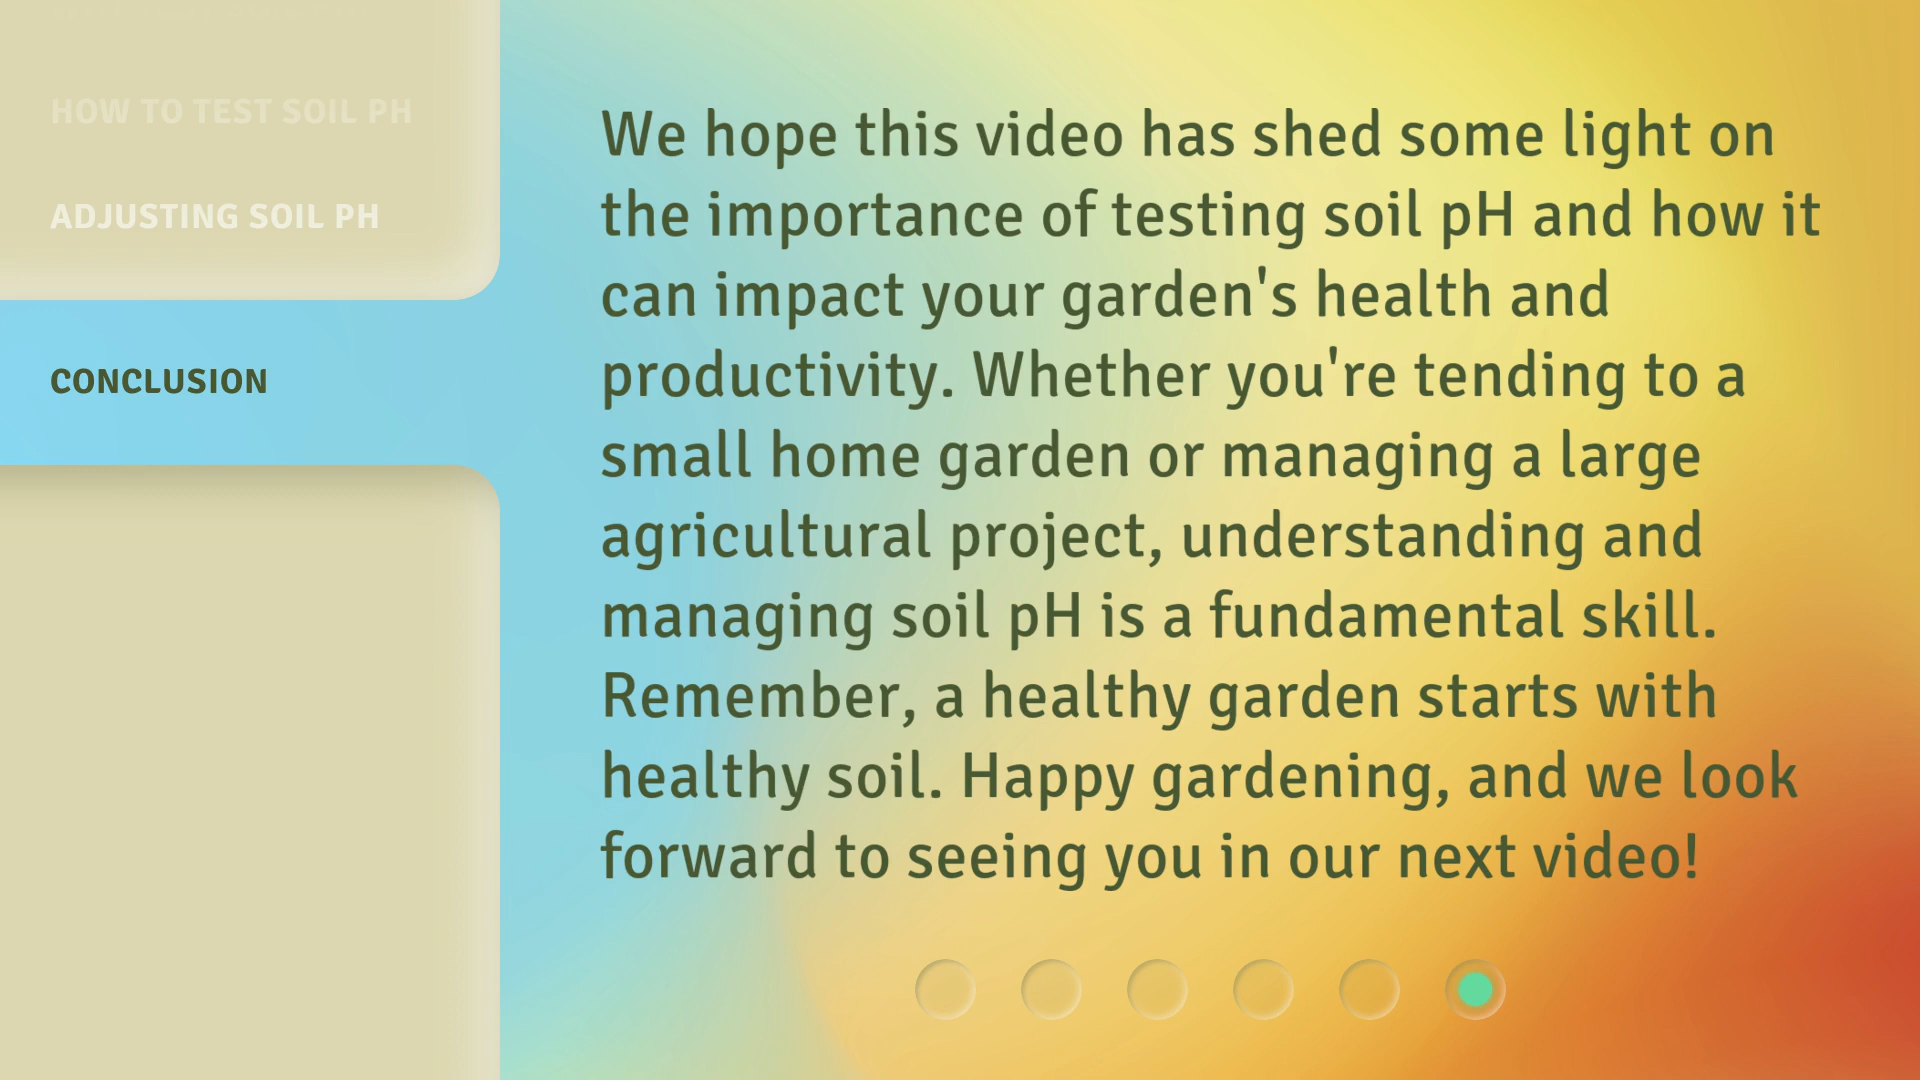 HOW TO TEST SOIL PH
ADJUSTING SOIL PH
CONCLUSION
We hope this video has shed some light on
the importance of testing soil pH and how it
can impact your garden's health and
productivity. Whether you're tending to a
small home garden or managing a large
agricultural project, understanding and
managing soil pH is a fundamental skill.
Remember, a healthy garden starts with
healthy soil. Happy gardening, and we look
forward to seeing you in our next video!